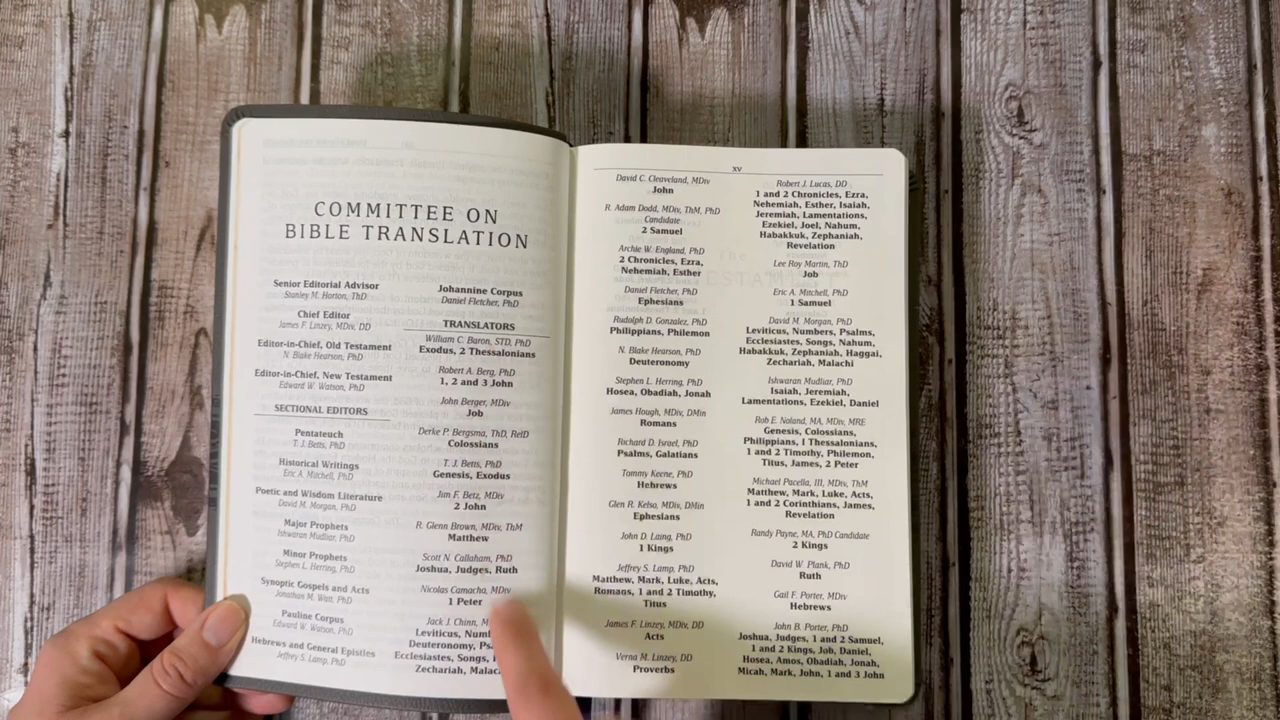 COMMITTEE ON
BIBLE TRANSLATION
Senior Editorial Advisor
Stanley M. Horton, ThD
Chief Editor
James F. Linzey, MDiv, DD
Editor-in-Chief, Old Testament
N. Blake Hearson, PhD
Editor-in-Chief, New Testament
Edward W. Watson, PhD
SECTIONAL EDITORS
Pentateuch
T. J. Betts, PhD
Historical Writings
Eric A. Mitchell, PhD
Poetic and Wisdom Literature
David M. Morgan, PhD
Major Prophets
Ishwaran Mudliar, PhD
Minor Prophets
Stephen L. Herring, PhD
Synoptic Gospels and Acts
Jonathan M. Watt, PhD
Pauline Corpus
Edward W. Watson, PhD
Hebrews and General Epistles
Jeffrey S. Lamp, PhD
Johannine Corpus
Daniel Fletcher, PhD
TRANSLATORS
William C. Baron, STD, PhD
Exodus, 2 Thessalonians
Robert A. Berg, PhD
1, 2 and 3 John
John Berger, MDiv
Job
Derke P. Bergsma, ThD, RelD
Colossians
T. J. Betts, PhD
Genesis, Exodus
Jim F. Betz, MDiv
2 John
R. Glenn Brown, MDiv, ThM
Matthew
Scott N. Callaham, PhD
Joshua, Judges, Ruth
Nicolas Camacho, MDiv
1 Peter
Jack J. Chinn,
Leviticus,
Deuteronomy,
Ecclesiastes, Songs,
Zechariah,
xv
David C. Cleaveland, MDiv
John
R. Adam Dodd, MDiv, ThM, PhD
Candidate
2 Samuel
Archie W. England, PhD
2 Chronicles, Ezra,
Nehemiah, Esther
Daniel Fletcher, PhD
Ephesians
Rudolph D. Gonzalez, PhD
Philippians, Philemon
N. Blake Hearson, PhD
Deuteronomy
Stephen L. Herring, PhD
Hosea, Obadiah, Jonah
James Hough, MDiv, DMin
Romans
Richard D. Israel, PhD
Psalms, Galatians
Tommy Keene, PhD
Hebrews
Glen R. Kelso, MDiv, DMin
Ephesians
John D. Laing, PhD
1 Kings
Jeffrey S. Lamp, PhD
Matthew, Mark, Luke, Acts,
Romans, 1 and 2 Timothy,
Titus
James F. Linzey, MDiv, DD
Acts
Verna M. Linzey, DD
Proverbs
Robert J. Lucas, DD
1 and 2 Chronicles, Ezra,
Nehemiah, Esther, Isaiah,
Jeremiah, Lamentations,
Ezekiel, Joel, Nahum,
Habakkuk, Zephaniah,
Revelation
Lee Roy Martin, ThD
Job
Eric A. Mitchell, PhD
1 Samuel
David M. Morgan, PhD
Leviticus, Numbers, Psalms,
Ecclesiastes, Songs, Nahum,
Habakkuk, Zephaniah, Haggai,
Zechariah, Malachi
Ishwaran Mudliar, PhD
Isaiah, Jeremiah,
Lamentations, Ezekiel, Daniel
Rob E. Noland, MA, MDiv, MRE
Genesis, Colossians,
Philippians, I Thessalonians,
1 and 2 Timothy, Philemon,
Titus, James, 2 Peter
Michael Pacella, III, MDiv, ThM
Matthew, Mark, Luke, Acts,
1 and 2 Corinthians, James,
Revelation
Randy Payne, MA, PhD Candidate
2 Kings
David W. Plank, PhD
Ruth
Gail F. Porter, MDiv
Hebrews
John B. Porter, PhD
Joshua, Judges, 1 and 2 Samuel,
1 and 2 Kings, Job, Daniel,
Hosea, Amos, Obadiah, Jonah,
Micah, Mark, John, 1 and 3 John